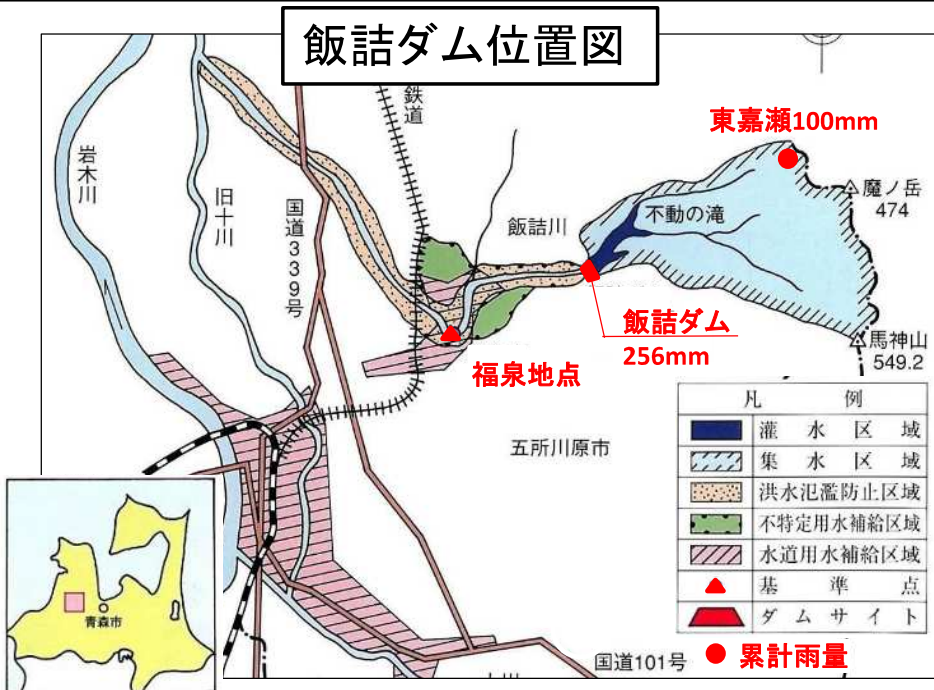 飯詰ダム位置図
鉄道
東嘉瀬100mm
岩木川
旧十川
国道339号
飯詰川
不動の滝
魔ノ岳
474
飯詰ダム
256mm
福泉地点
馬神山
549.2
五所川原市
凡例
灌水区域
集水区域
洪水氾濫防止区域
不特定用水補給区域
水道用水補給区域
基準点
ダムサイト
累計雨量
青森市
国道101号